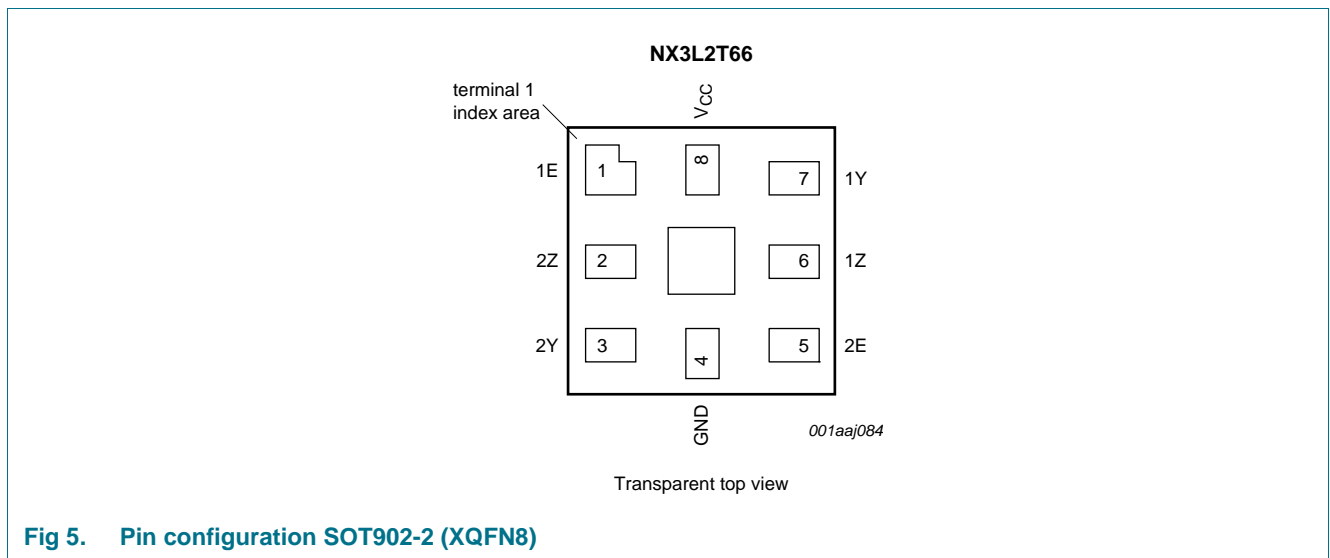 NX3L2T66
terminal 1
index area
VCC
1E 1 8 7 1Y
2Z 2 6 1Z
2Y 3 4 5 2E
GND
001aaj084
Transparent top view
Fig 5. Pin configuration SOT902-2 (XQFN8)